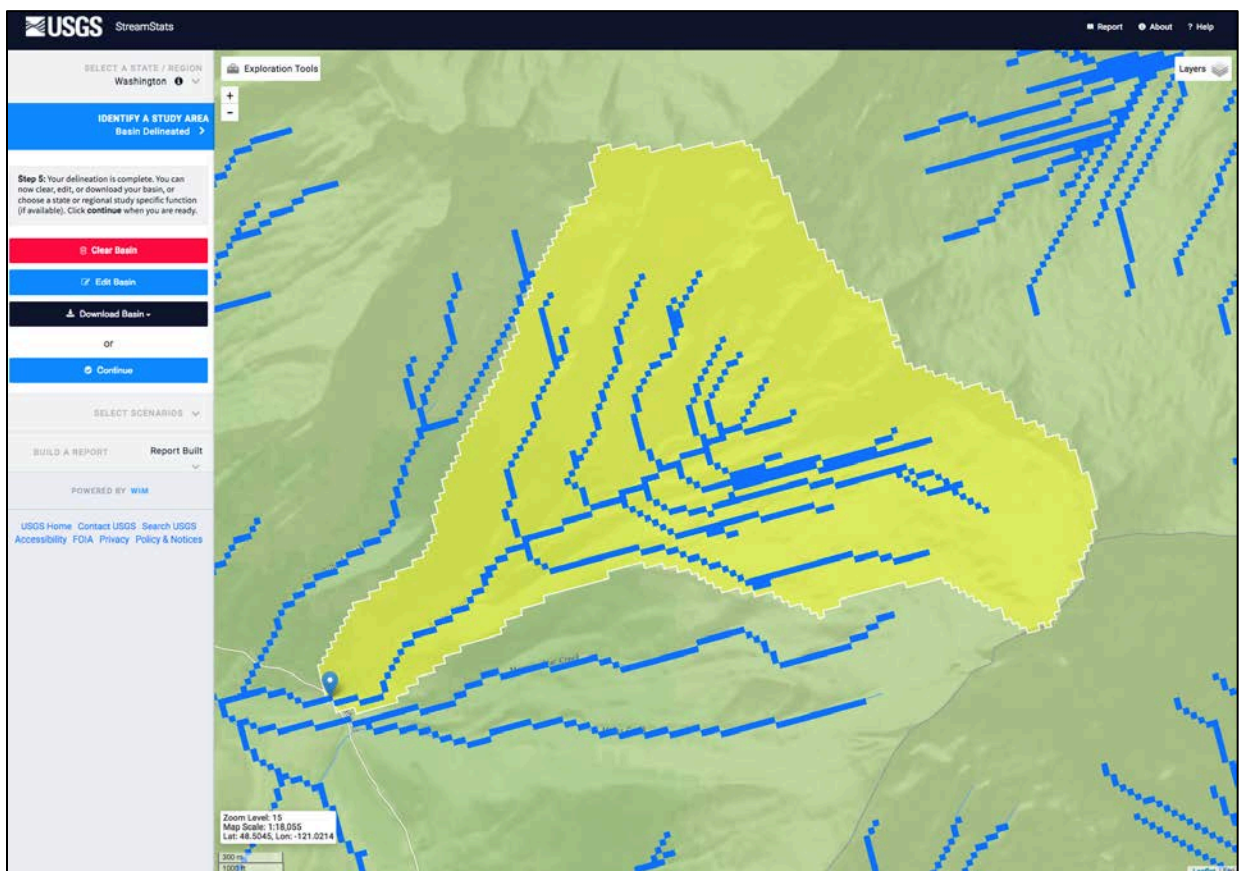 USGS StreamStats
Report About ? Help
SELECT A STATE / REGION
Washington
IDENTIFY A STUDY AREA
Basin Delineated
Step 5: Your delineation is complete. You can
now clear, edit, or download your basin, or
choose a state or regional study specific function
(if available). Click continue when you are ready.
Clear Basin
Edit Basin
Download Basin
or
Continue
SELECT SCENARIOS
BUILD A REPORT Report Built
POWERED BY WIM
USGS Home Contact USGS Search USGS
Accessibility FOIA Privacy Policy & Notices
Exploration Tools
+
-
Layers
Creek
Zoom Level: 15
Map Scale: 1:18,055
Lat: 48.5045, Lon: -121.0214
300 m
1000 ft